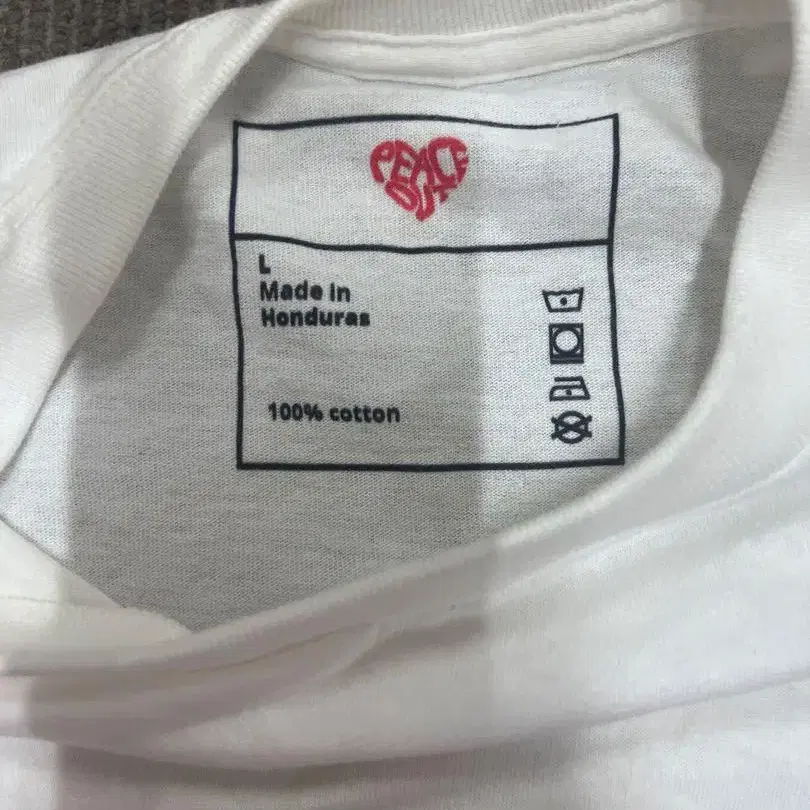 PEACE
OUT
L
Made in
Honduras
100% cotton